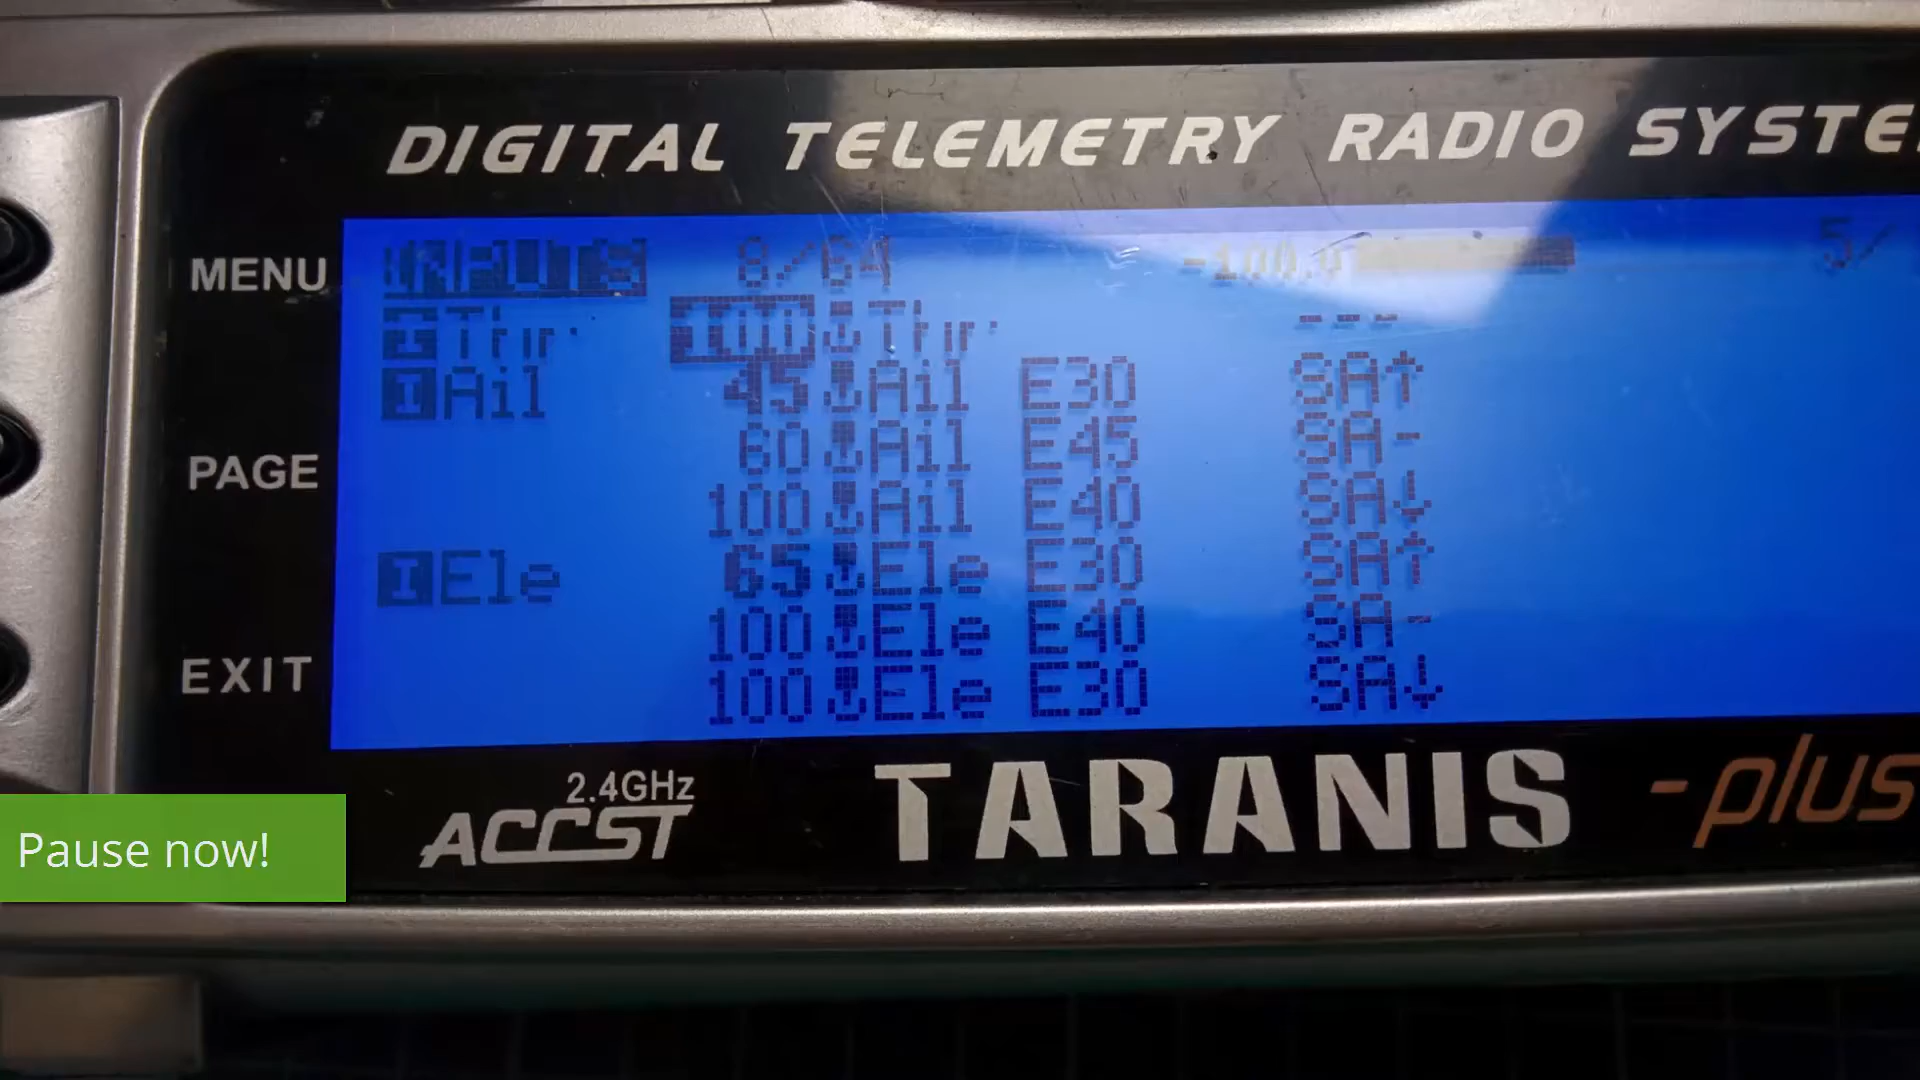 DIGITAL TELEMETRY RADIO SYSTE
MENU
PAGE
EXIT
INPUTS 8/64 -100.0 5/
I Thr 100 Thr ---
I Ail 45 Ail E30 SA↑
60 Ail E45 SA-
100 Ail E40 SA↓
I Ele 65 Ele E30 SA↑
100 Ele E40 SA-
100 Ele E30 SA↓
2.4GHz
ACCST
TARANIS -plus
Pause now!